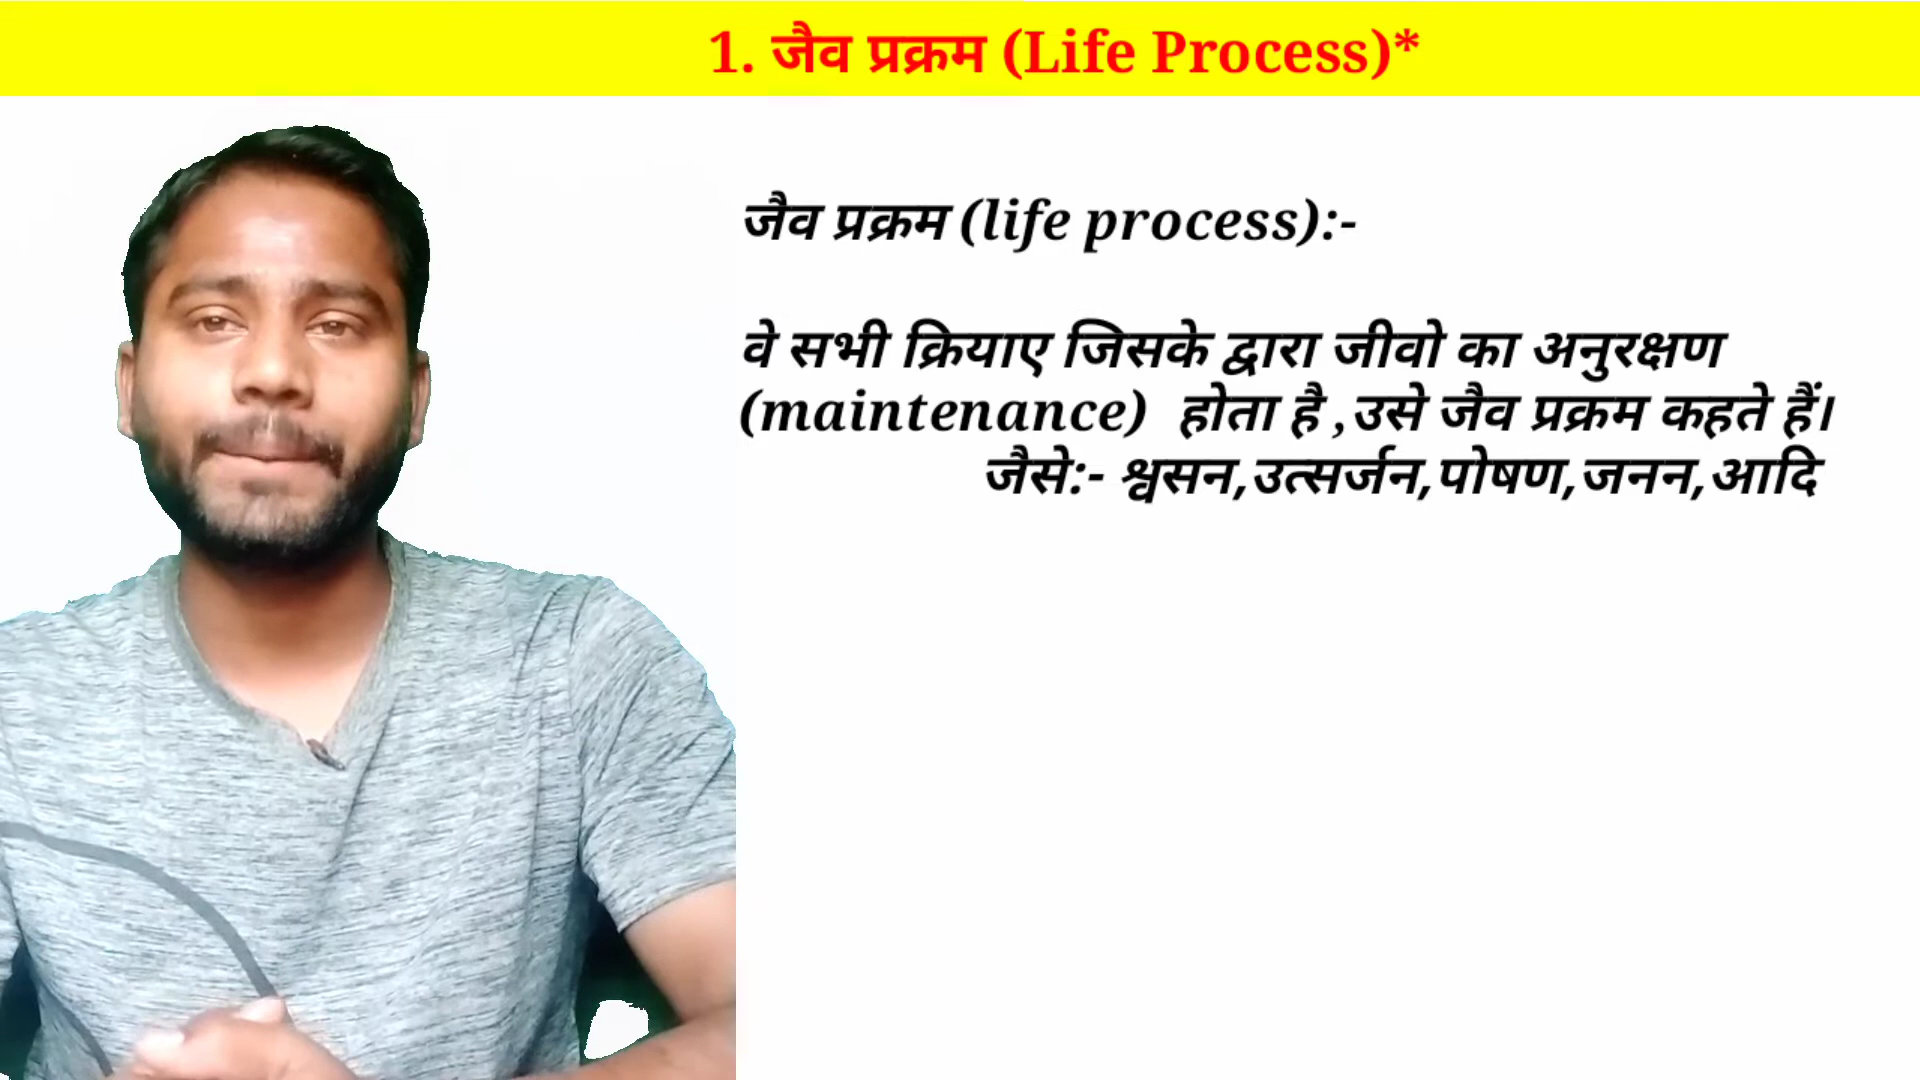 1. जैव प्रक्रम (Life Process)*
जैव प्रक्रम (life process):-
वे सभी क्रियाए जिसके द्वारा जीवो का अनुरक्षण
(maintenance) होता है ,उसे जैव प्रक्रम कहते हैं।
जैसे:- श्वसन,उत्सर्जन,पोषण,जनन,आदि